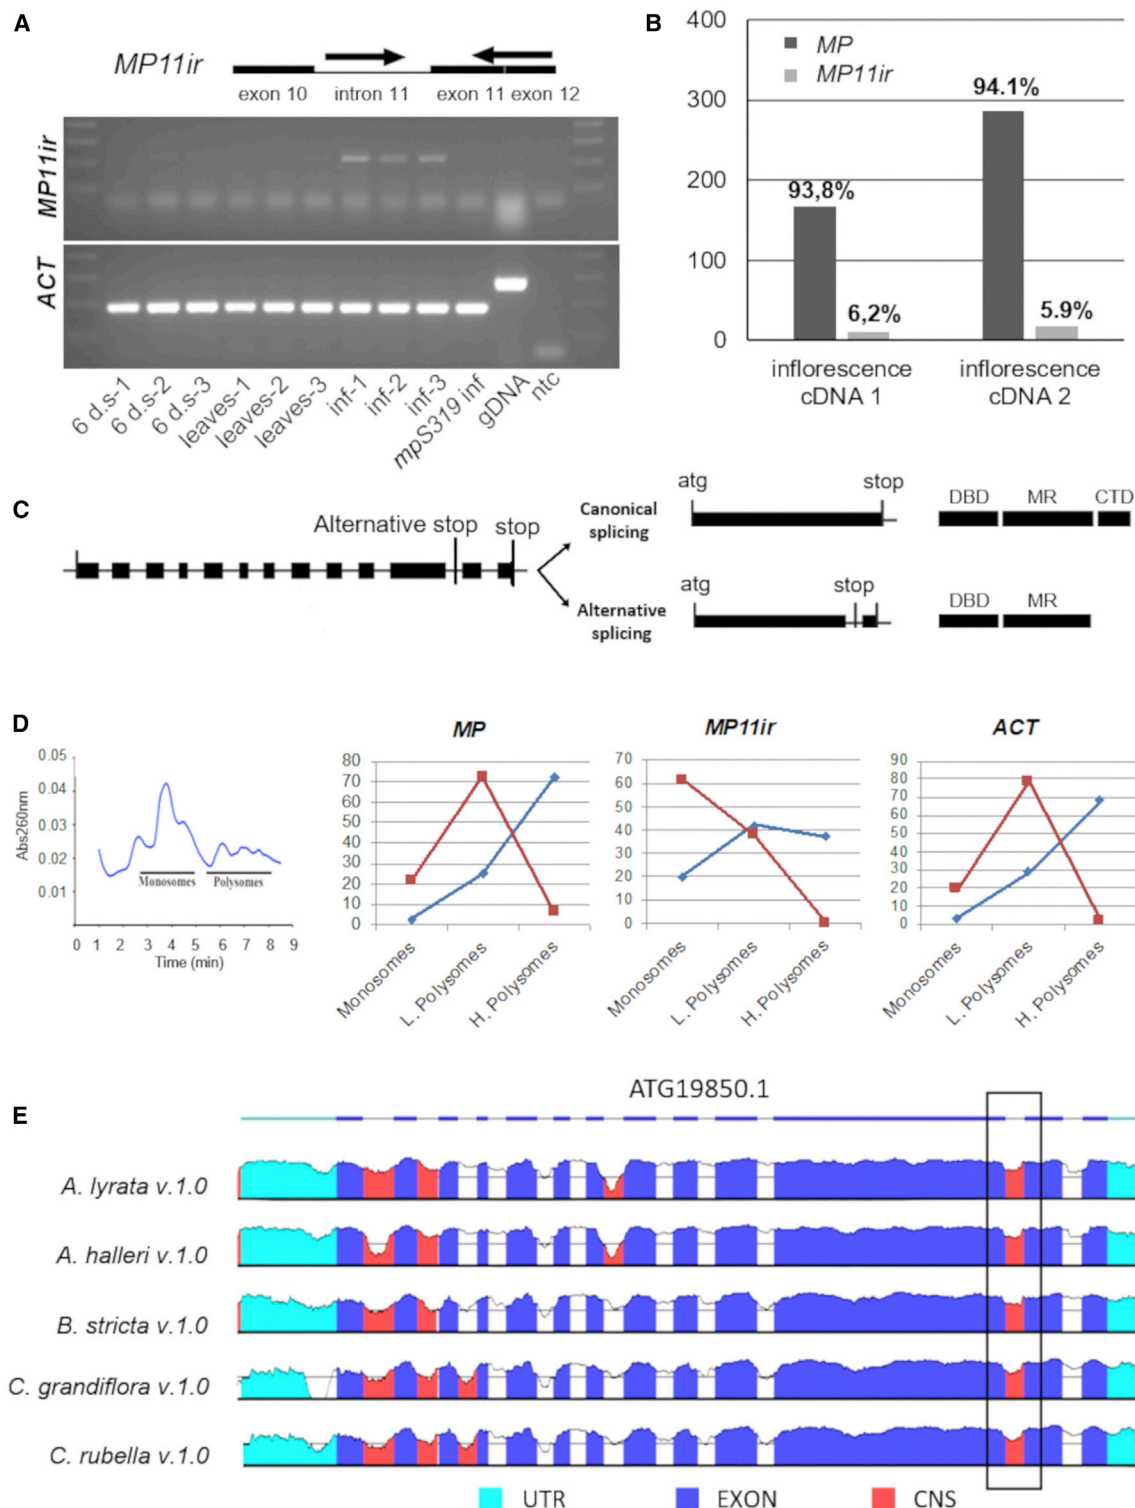 A
MP11ir
exon 10 intron 11 exon 11 exon 12
MP11ir
ACT
6 d.s-1 6 d.s-2 6 d.s-3 leaves-1 leaves-2 leaves-3 inf-1 inf-2 inf-3 mpS319 inf gDNA ntc
B
400
300
200
100
0
MP
MP11ir
93,8%
6,2%
94.1%
5.9%
inflorescence cDNA 1
inflorescence cDNA 2
C
Alternative stop stop
Canonical splicing
atg stop
DBD MR CTD
Alternative splicing
atg stop
DBD MR
D
0.05
0.04
0.03
0.02
0.01
Abs260nm
Monosomes Polysomes
0 1 2 3 4 5 6 7 8 9
Time (min)
MP
80
70
60
50
40
30
20
10
0
Monosomes L. Polysomes H. Polysomes
MP11ir
70
60
50
40
30
20
10
0
Monosomes L. Polysomes H. Polysomes
ACT
90
80
70
60
50
40
30
20
10
0
Monosomes L. Polysomes H. Polysomes
E
ATG19850.1
A. lyrata v.1.0
A. halleri v.1.0
B. stricta v.1.0
C. grandiflora v.1.0
C. rubella v.1.0
UTR EXON CNS